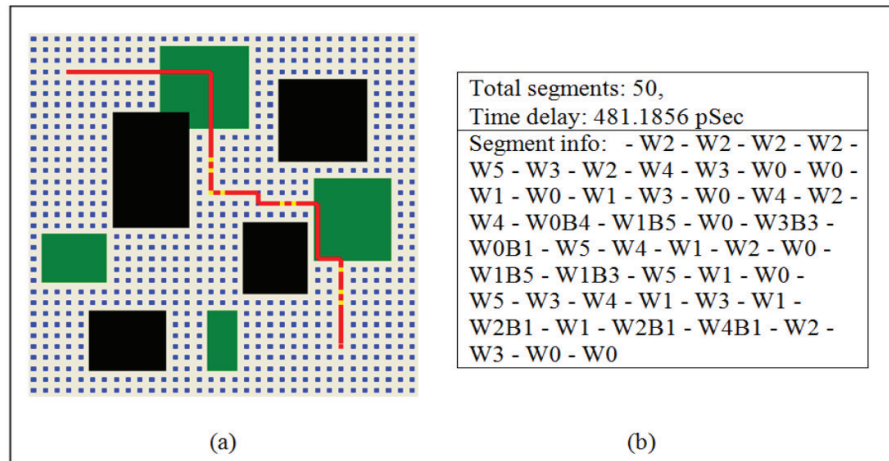 Total segments: 50,
Time delay: 481.1856 pSec
Segment info: - W2 - W2 - W2 - W2 -
W5 - W3 - W2 - W4 - W3 - W0 - W0 -
W1 - W0 - W1 - W3 - W0 - W4 - W2 -
W4 - W0B4 - W1B5 - W0 - W3B3 -
W0B1 - W5 - W4 - W1 - W2 - W0 -
W1B5 - W1B3 - W5 - W1 - W0 -
W5 - W3 - W4 - W1 - W3 - W1 -
W2B1 - W1 - W2B1 - W4B1 - W2 -
W3 - W0 - W0
(a)
(b)